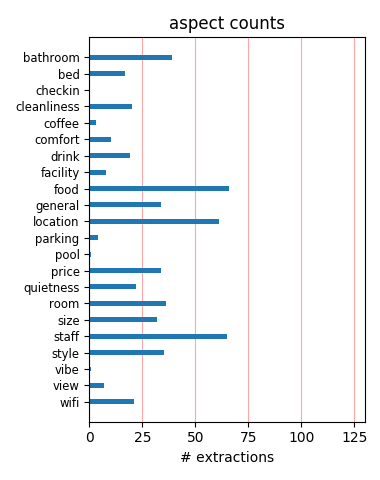 aspect counts
bathroom
bed
checkin
cleanliness
coffee
comfort
drink
facility
food
general
location
parking
pool
price
quietness
room
size
staff
style
vibe
view
wifi
0 25 50 75 100 125
# extractions